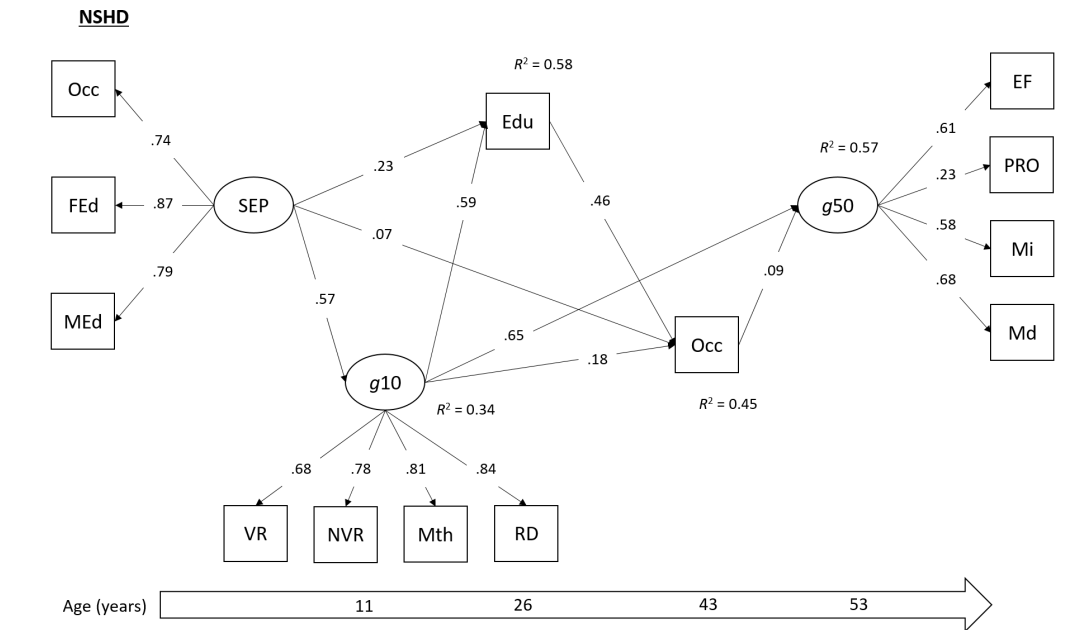 NSHD
R² = 0.58
Occ
EF
Edu
.74
.61
R² = 0.57
PRO
.23
.23
FEd
.87
SEP
.59
.46
g50
.07
.58
Mi
.79
.09
.68
.57
MEd
.65
Occ
Md
.18
g10
R² = 0.34
R² = 0.45
.68
.78
.81
.84
VR
NVR
Mth
RD
Age (years)
11
26
43
53